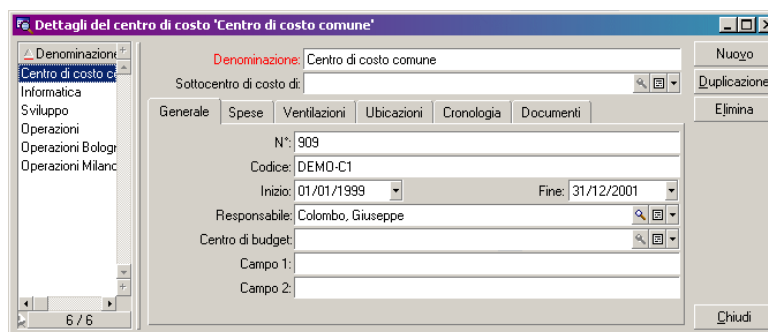 Dettagli del centro di costo 'Centro di costo comune'
Denominazione
Centro di costo co
Informatica
Sviluppo
Operazioni
Operazioni Bologn
Operazioni Milano
6 / 6
Denominazione: Centro di costo comune
Sottocentro di costo di:
Generale Spese Ventilazioni Ubicazioni Cronologia Documenti
N°: 909
Codice: DEMO-C1
Inizio: 01/01/1999 Fine: 31/12/2001
Responsabile: Colombo, Giuseppe
Centro di budget:
Campo 1:
Campo 2:
Nuovo
Duplicazione
Elimina
Chiudi